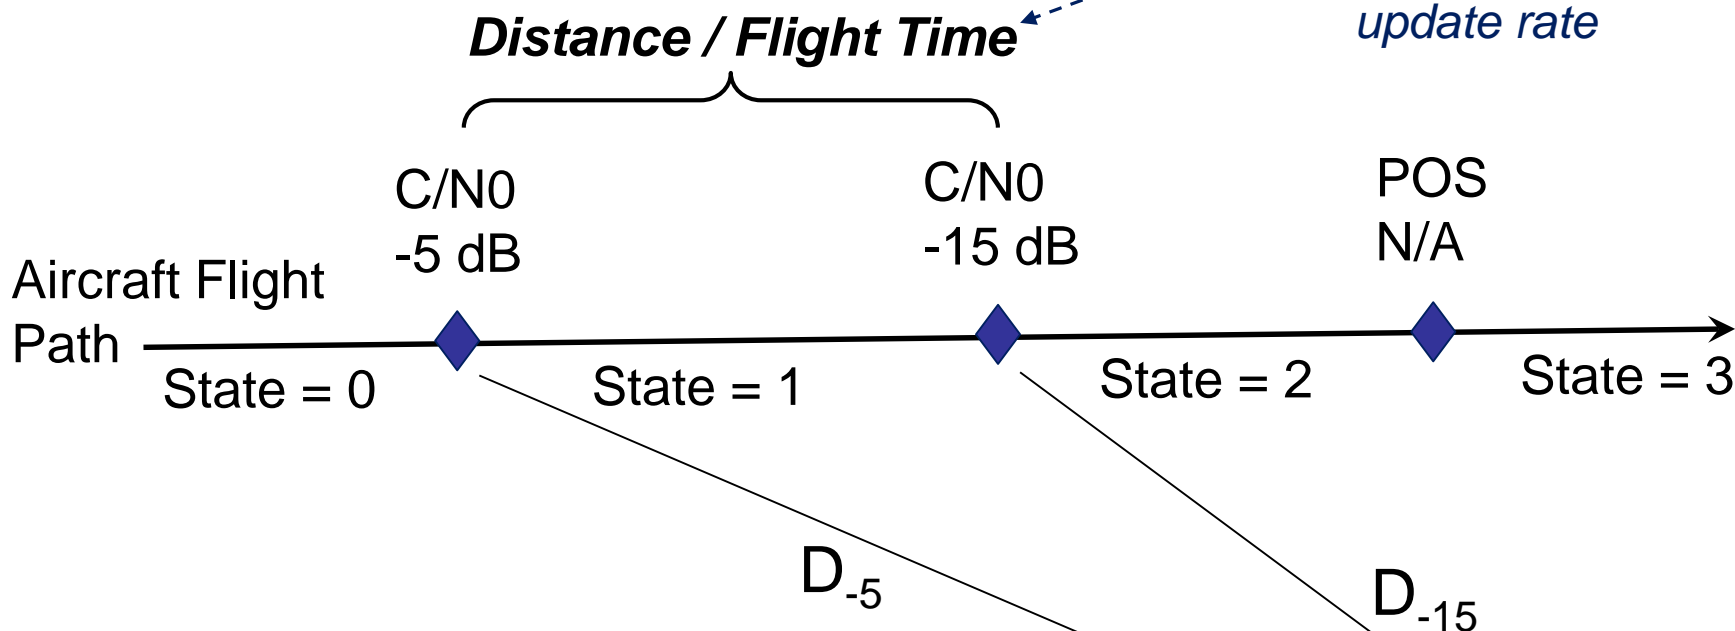 update rate
Distance / Flight Time
C/N0
-5 dB
C/N0
-15 dB
POS
N/A
Aircraft Flight
Path
State = 0
State = 1
State = 2
State = 3
D-5
D-15